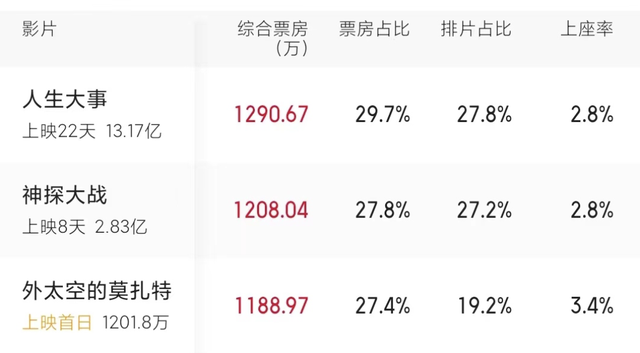 影片 综合票房 票房占比 排片占比 上座率
（万）
人生大事 1290.67 29.7% 27.8% 2.8%
上映22天 13.17亿
神探大战 1208.04 27.8% 27.2% 2.8%
上映8天 2.83亿
外太空的莫扎特 1188.97 27.4% 19.2% 3.4%
上映首日 1201.8万